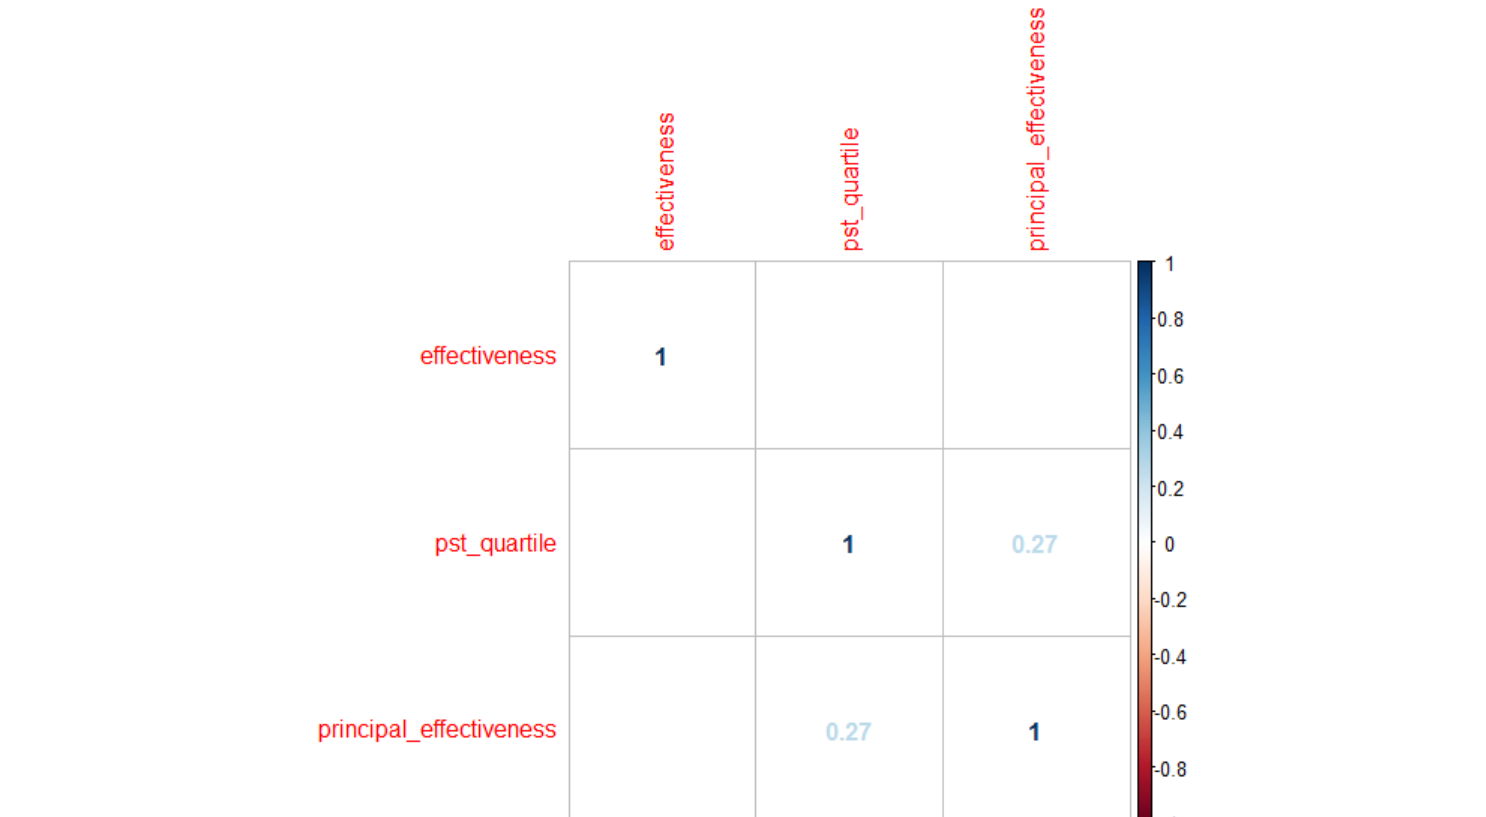 effectiveness
pst_quartile
principal_effectiveness
effectiveness 1
pst_quartile 1 0.27
principal_effectiveness 0.27 1
1
0.8
0.6
0.4
0.2
0
-0.2
-0.4
-0.6
-0.8